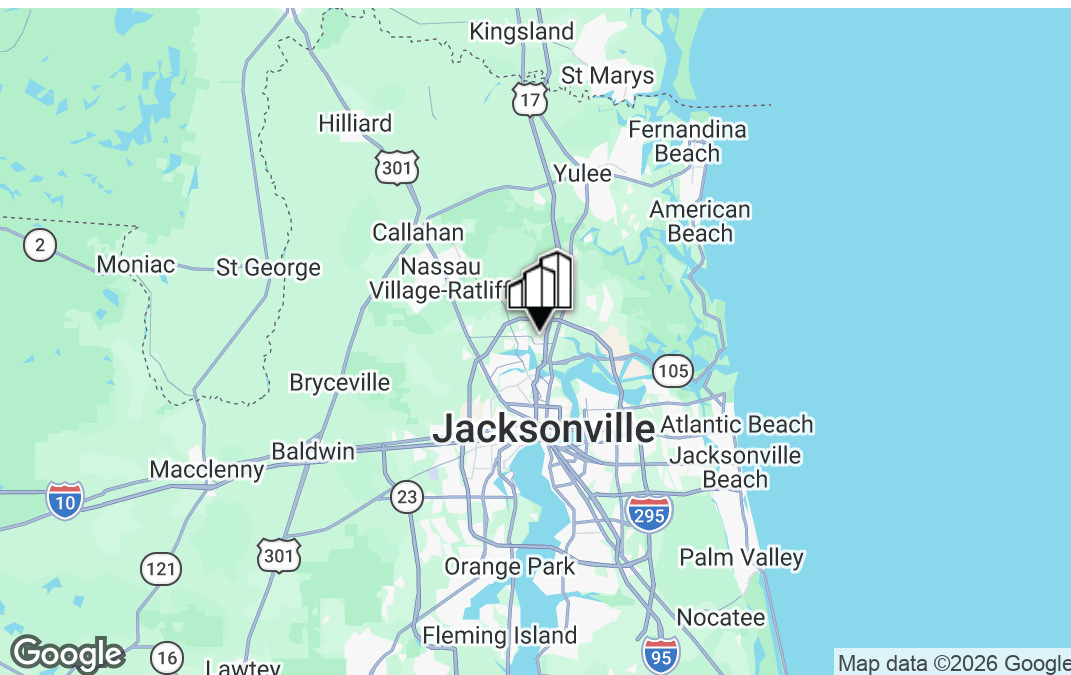 Kingsland
St Marys
17
Hilliard
Fernandina
Beach
301
Yulee
American
Beach
Callahan
2
Moniac
St George
Nassau
Village-Ratliff
105
Bryceville
Jacksonville
Atlantic Beach
Baldwin
Jacksonville
Beach
Macclenny
10
23
295
301
Palm Valley
121
Orange Park
Nocatee
Fleming Island
95
16
Lawtey
Google
Map data ©2026 Google